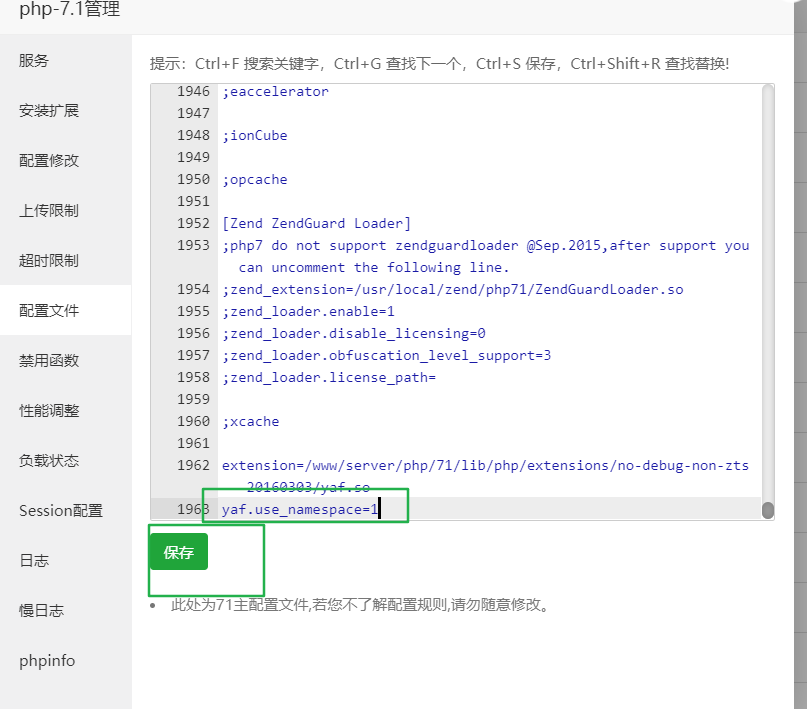 php-7.1管理
服务
安装扩展
配置修改
上传限制
超时限制
配置文件
禁用函数
性能调整
负载状态
Session配置
日志
慢日志
phpinfo
提示：Ctrl+F 搜索关键字，Ctrl+G 查找下一个，Ctrl+S 保存，Ctrl+Shift+R 查找替换!
1946 ;eaccelerator
1947
1948 ;ionCube
1949
1950 ;opcache
1951
1952 [Zend ZendGuard Loader]
1953 ;php7 do not support zendguardloader @Sep.2015,after support you
can uncomment the following line.
1954 ;zend_extension=/usr/local/zend/php71/ZendGuardLoader.so
1955 ;zend_loader.enable=1
1956 ;zend_loader.disable_licensing=0
1957 ;zend_loader.obfuscation_level_support=3
1958 ;zend_loader.license_path=
1959
1960 ;xcache
1961
1962 extension=/www/server/php/71/lib/php/extensions/no-debug-non-zts
-20160303/yaf.so
1963 yaf.use_namespace=1
保存
• 此处为71主配置文件,若您不了解配置规则,请勿随意修改。